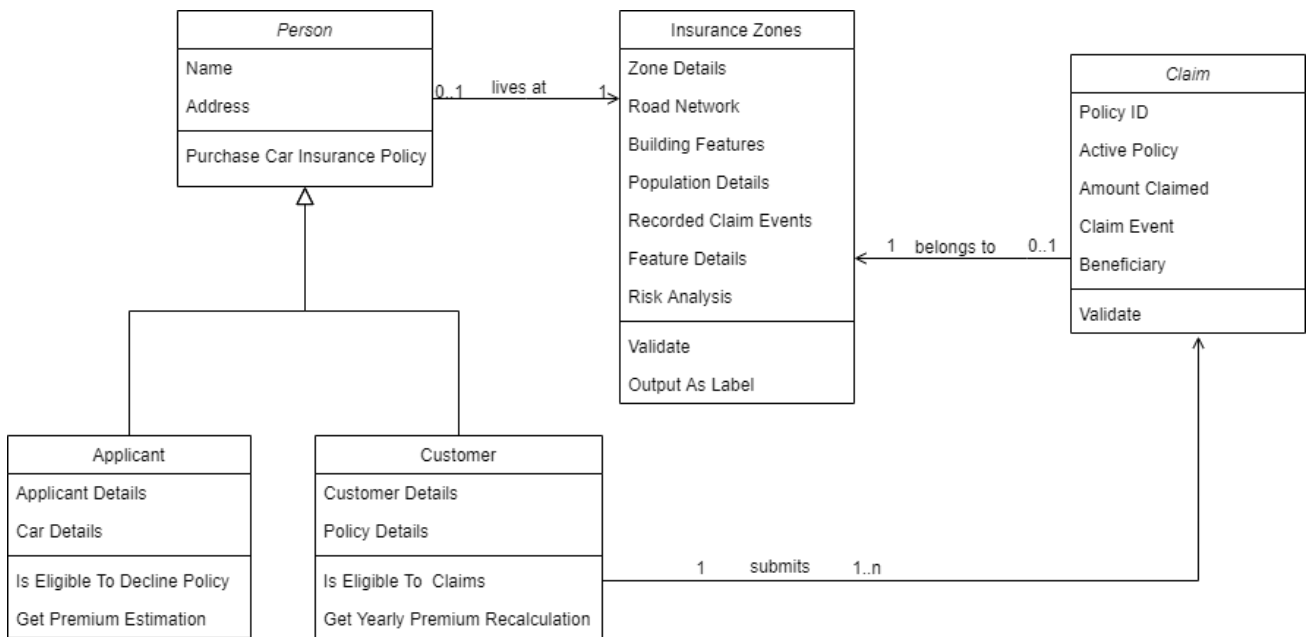 Person
Name
Address
Purchase Car Insurance Policy
0..1 lives at 1
Insurance Zones
Zone Details
Road Network
Building Features
Population Details
Recorded Claim Events
Feature Details
Risk Analysis
Validate
Output As Label
1 belongs to 0..1
Claim
Policy ID
Active Policy
Amount Claimed
Claim Event
Beneficiary
Validate
Applicant
Applicant Details
Car Details
Is Eligible To Decline Policy
Get Premium Estimation
Customer
Customer Details
Policy Details
Is Eligible To Claims
Get Yearly Premium Recalculation
1 submits 1..n